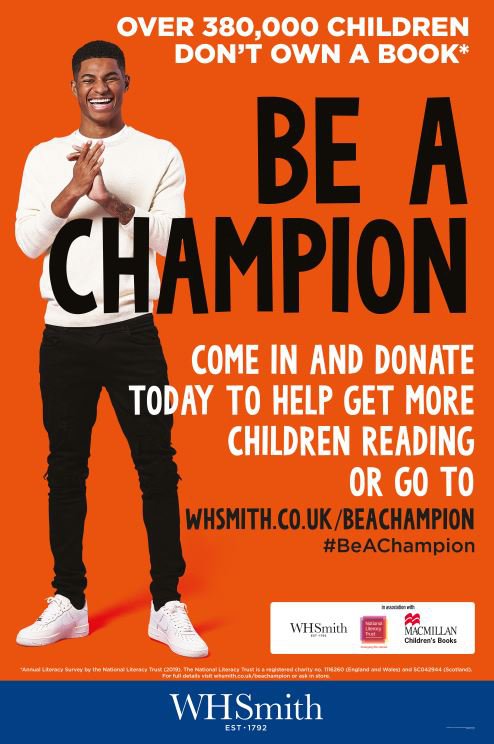 OVER 380,000 CHILDREN
DON'T OWN A BOOK*
BE A
CHAMPION
COME IN AND DONATE
TODAY TO HELP GET MORE
CHILDREN READING
OR GO TO
WHSMITH.CO.UK/BEACHAMPION
#BeAChampion
in association with
WHSmith
EST·1792
National
Literacy
Trust
MACMILLAN
Children's Books
*Annual Literacy Survey by the National Literacy Trust (2019). The National Literacy Trust is a registered charity no. 1116260 (England and Wales) and SC042944 (Scotland).
For full details visit whsmith.co.uk/beachampion or ask in store.
WHSmith
EST·1792